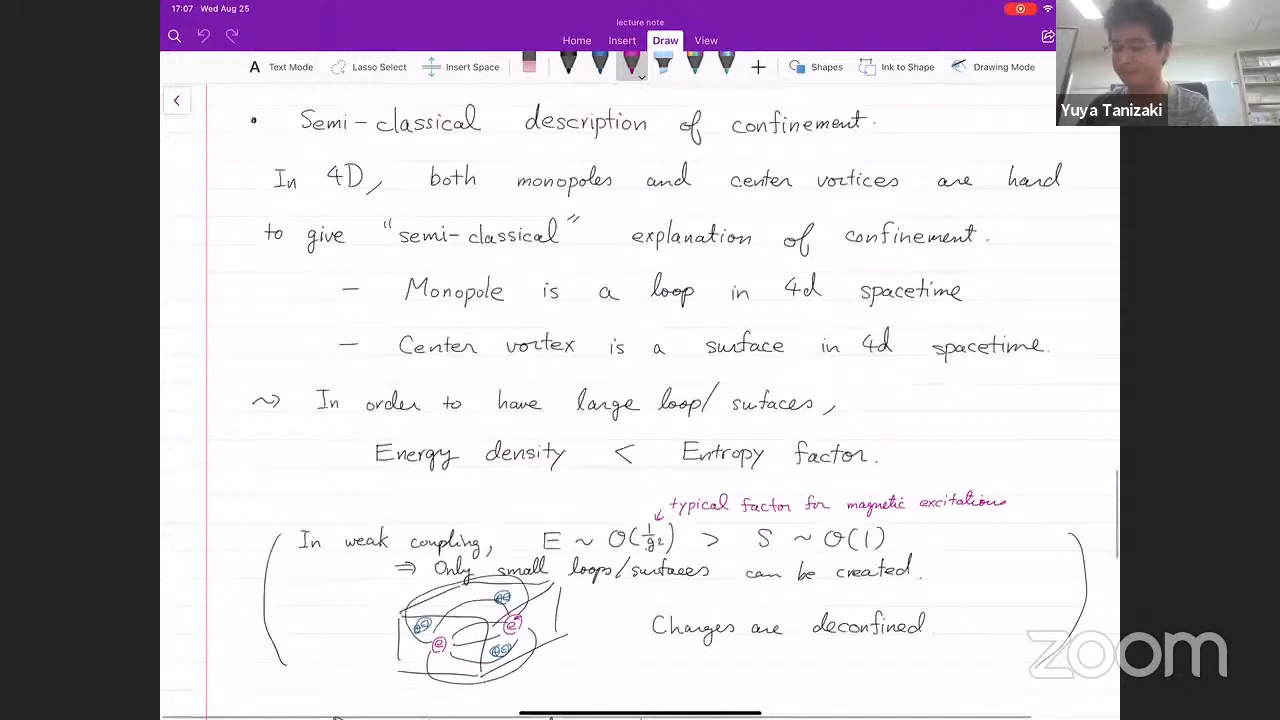 17:07 Wed Aug 25
lecture note
Home Insert Draw View
Text Mode Lasso Select Insert Space Shapes Ink to Shape Drawing Mode
Yuya Tanizaki
• Semi-classical description of confinement.
In 4D, both monopoles and center vortices are hard
to give "semi-classical" explanation of confinement.
— Monopole is a loop in 4d spacetime
— Center vortex is a surface in 4d spacetime.
⇝ In order to have large loop/surfaces,
Energy density < Entropy factor.
typical factor for magnetic excitations
In weak coupling, E ~ O(1/g²) > S ~ O(1)
⇒ Only small loops/surfaces can be created.
Charges are deconfined
zoom